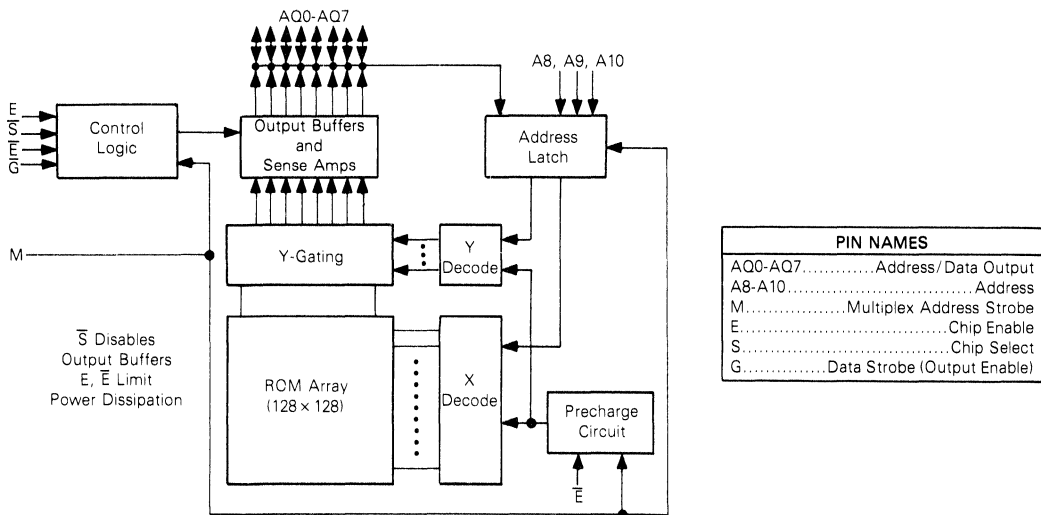 AQ0-AQ7
A8, A9, A10
E
S̅
E̅
G̅
Control
Logic
Output Buffers
and
Sense Amps
Address
Latch
M
Y-Gating
Y
Decode
S̅ Disables
Output Buffers
E, E̅ Limit
Power Dissipation
ROM Array
(128 × 128)
X
Decode
Precharge
Circuit
E̅
PIN NAMES
AQ0-AQ7.............Address/Data Output
A8-A10................................Address
M..................Multiplex Address Strobe
E.....................................Chip Enable
S.....................................Chip Select
G...............Data Strobe (Output Enable)